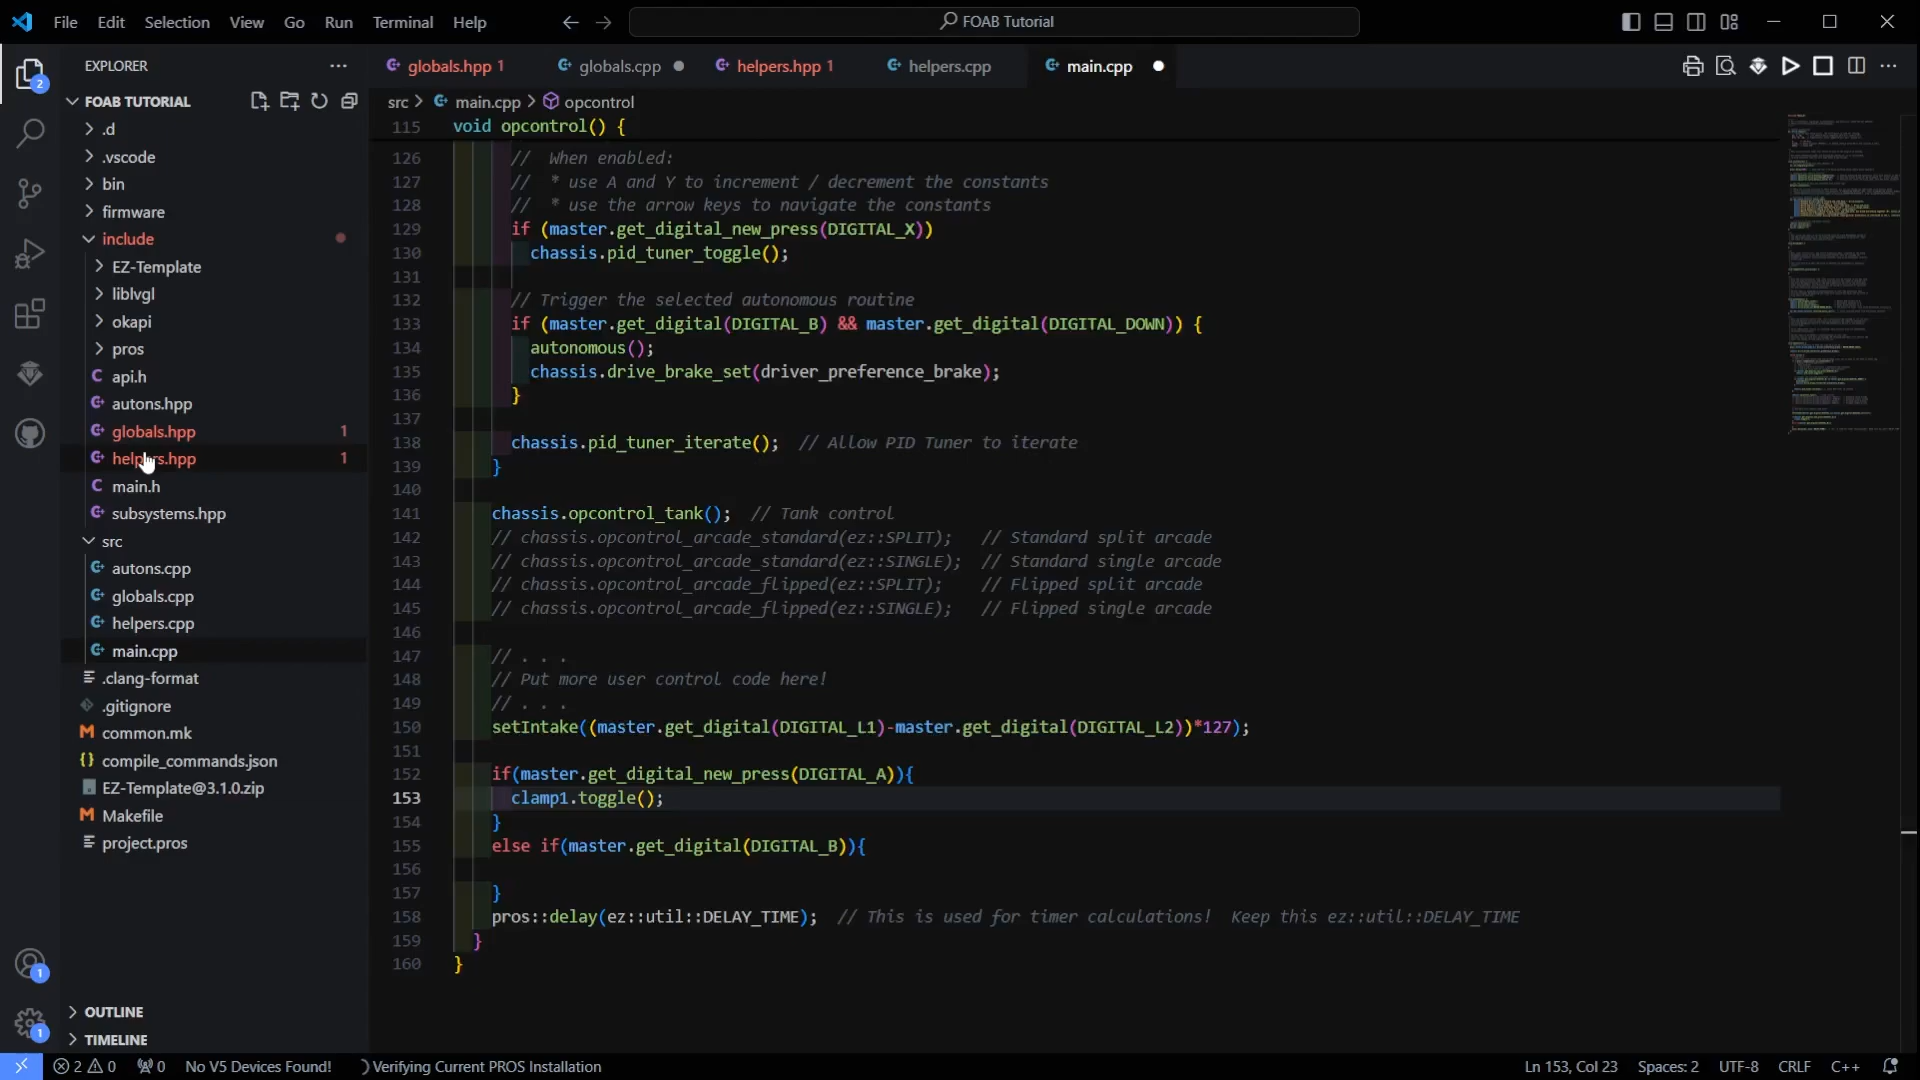 File Edit Selection View Go Run Terminal Help
FOAB Tutorial
2
EXPLORER
FOAB TUTORIAL
.d
.vscode
bin
firmware
include
EZ-Template
liblvgl
okapi
pros
api.h
autons.hpp
globals.hpp 1
helpers.hpp 1
main.h
subsystems.hpp
src
autons.cpp
globals.cpp
helpers.cpp
main.cpp
.clang-format
.gitignore
common.mk
compile_commands.json
EZ-Template@3.1.0.zip
Makefile
project.pros
OUTLINE
TIMELINE
1
1
globals.hpp 1 globals.cpp helpers.hpp 1 helpers.cpp main.cpp
src > main.cpp > opcontrol
115 void opcontrol() {
126 // When enabled:
127 // * use A and Y to increment / decrement the constants
128 // * use the arrow keys to navigate the constants
129 if (master.get_digital_new_press(DIGITAL_X))
130 chassis.pid_tuner_toggle();
131
132 // Trigger the selected autonomous routine
133 if (master.get_digital(DIGITAL_B) && master.get_digital(DIGITAL_DOWN)) {
134 autonomous();
135 chassis.drive_brake_set(driver_preference_brake);
136 }
137
138 chassis.pid_tuner_iterate(); // Allow PID Tuner to iterate
139 }
140
141 chassis.opcontrol_tank(); // Tank control
142 // chassis.opcontrol_arcade_standard(ez::SPLIT); // Standard split arcade
143 // chassis.opcontrol_arcade_standard(ez::SINGLE); // Standard single arcade
144 // chassis.opcontrol_arcade_flipped(ez::SPLIT); // Flipped split arcade
145 // chassis.opcontrol_arcade_flipped(ez::SINGLE); // Flipped single arcade
146
147 // . . .
148 // Put more user control code here!
149 // . . .
150 setIntake((master.get_digital(DIGITAL_L1)-master.get_digital(DIGITAL_L2))*127);
151
152 if(master.get_digital_new_press(DIGITAL_A)){
153 clamp1.toggle();
154 }
155 else if(master.get_digital(DIGITAL_B)){
156
157 }
158 pros::delay(ez::util::DELAY_TIME); // This is used for timer calculations! Keep this ez::util::DELAY_TIME
159 }
160 }
2 0 0 No V5 Devices Found! Verifying Current PROS Installation Ln 153, Col 23 Spaces: 2 UTF-8 CRLF C++